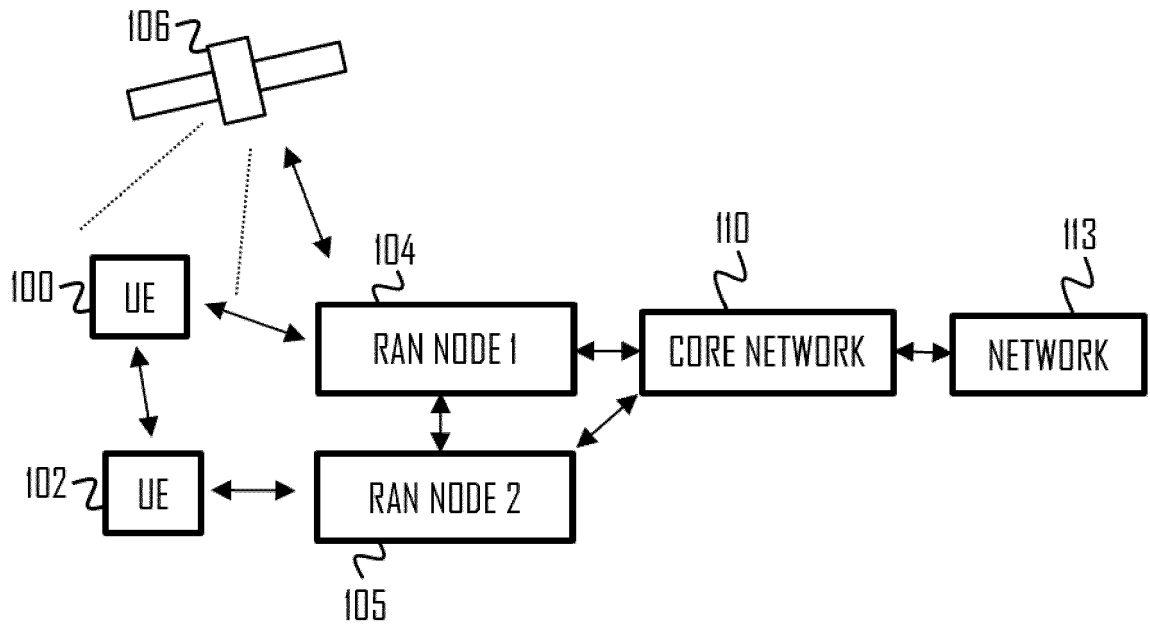 106
104
110
113
100
UE
RAN NODE 1
CORE NETWORK
NETWORK
102
UE
RAN NODE 2
105